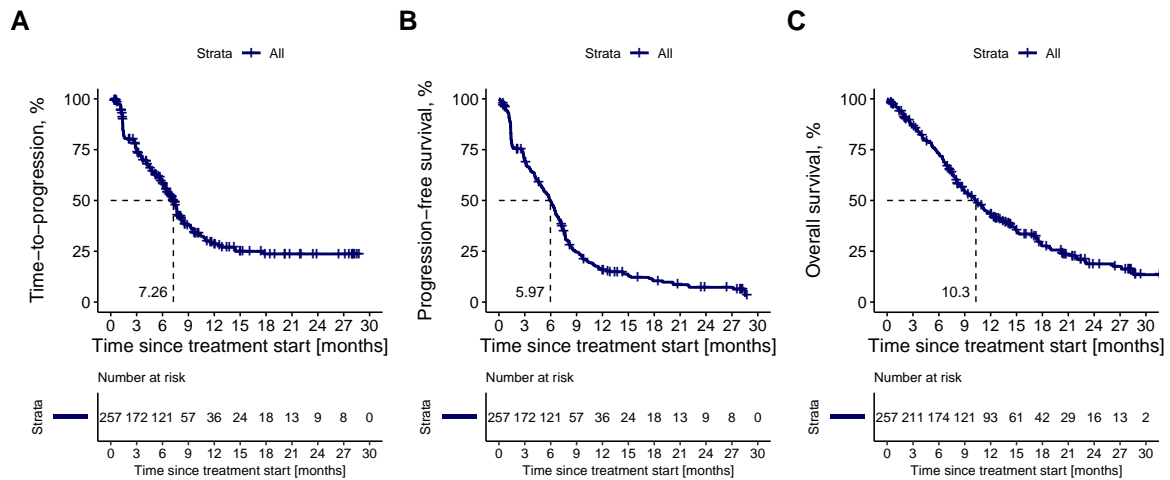 A
Strata All
Time−to−progression, %
100
75
50
25
0
7.26
0 3 6 9 12 15 18 21 24 27 30
Time since treatment start [months]
Number at risk
Strata
257 172 121 57 36 24 18 13 9 8 0
0 3 6 9 12 15 18 21 24 27 30
Time since treatment start [months]
B
Strata All
Progression−free survival, %
100
75
50
25
0
5.97
0 3 6 9 12 15 18 21 24 27 30
Time since treatment start [months]
Number at risk
Strata
257 172 121 57 36 24 18 13 9 8 0
0 3 6 9 12 15 18 21 24 27 30
Time since treatment start [months]
C
Strata All
Overall survival, %
100
75
50
25
0
10.3
0 3 6 9 12 15 18 21 24 27 30
Time since treatment start [months]
Number at risk
Strata
257 211 174 121 93 61 42 29 16 13 2
0 3 6 9 12 15 18 21 24 27 30
Time since treatment start [months]